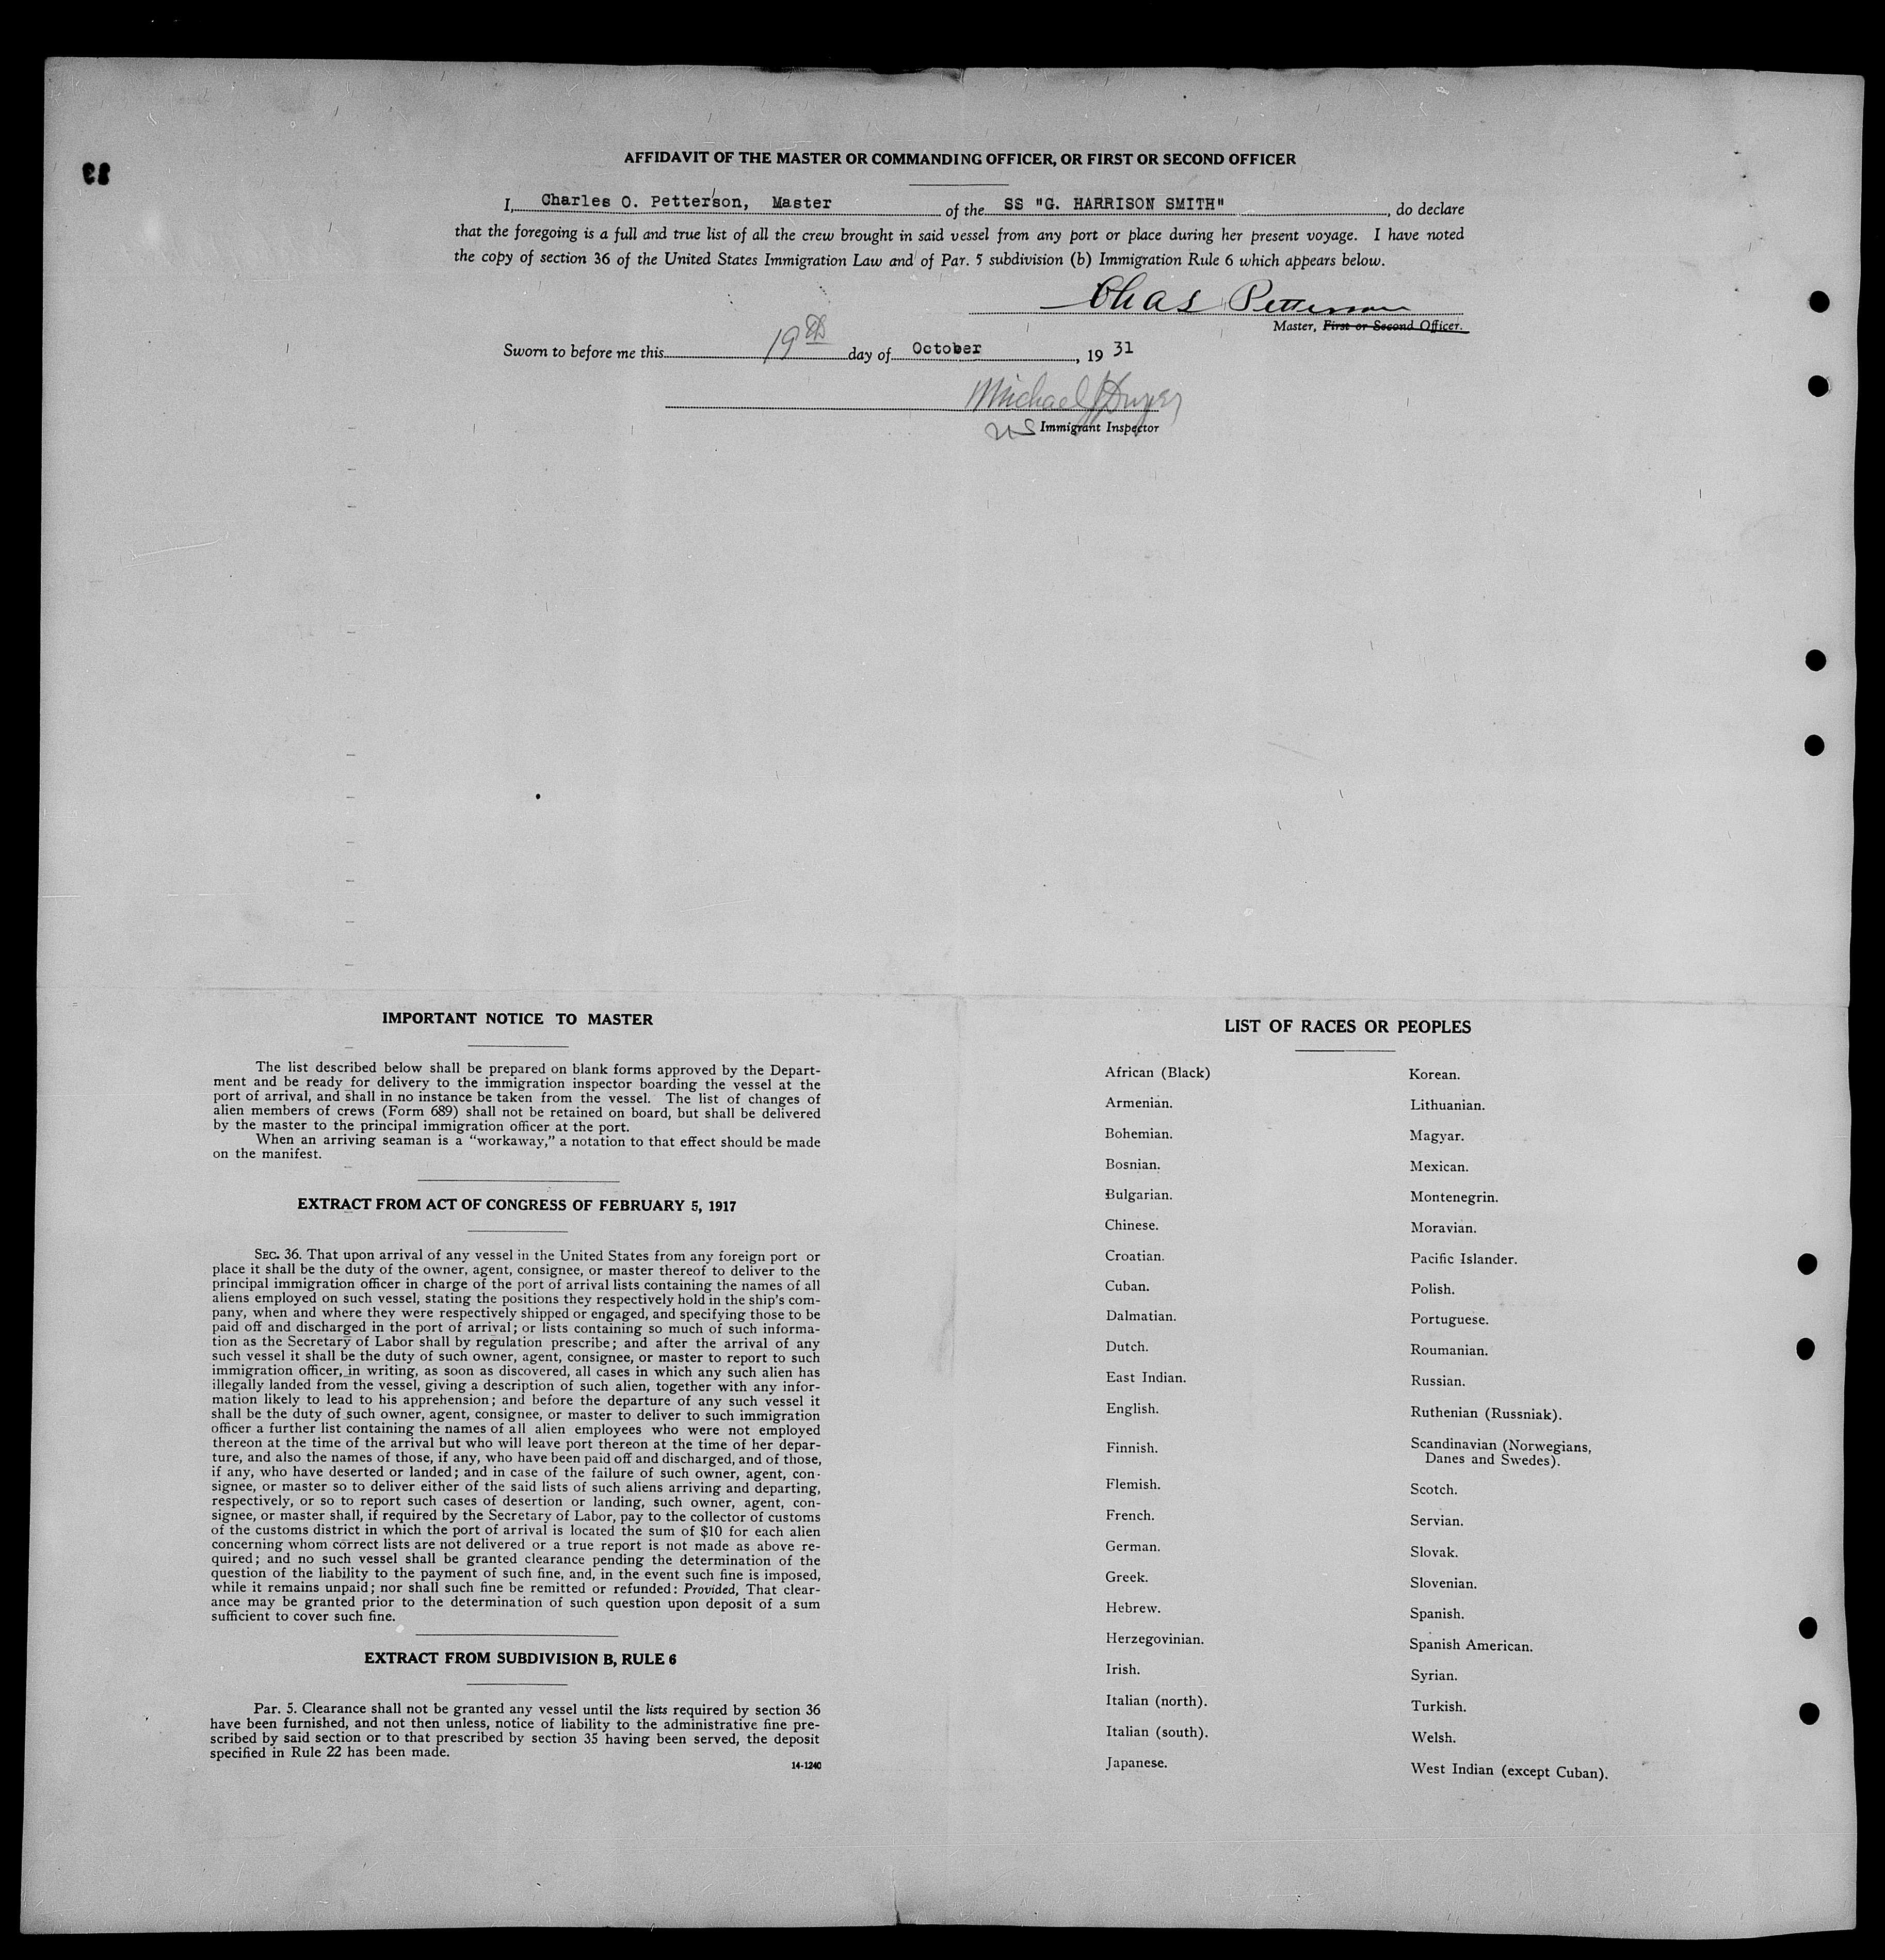 AFFIDAVIT OF THE MASTER OR COMMANDING OFFICER, OR FIRST OR SECOND OFFICER
I, Charles O. Petterson, Master of the SS "G. HARRISON SMITH", do declare
that the foregoing is a full and true list of all the crew brought in said vessel from any port or place during her present voyage. I have noted
the copy of section 36 of the United States Immigration Law and of Par. 5 subdivision (b) Immigration Rule 6 which appears below.
Chas Petterson
Master, First or Second Officer.
Sworn to before me this 19th day of October, 19 31
Michael J Dwyer
US Immigrant Inspector
IMPORTANT NOTICE TO MASTER
The list described below shall be prepared on blank forms approved by the Depart-
ment and be ready for delivery to the immigration inspector boarding the vessel at the
port of arrival, and shall in no instance be taken from the vessel. The list of changes of
alien members of crews (Form 689) shall not be retained on board, but shall be delivered
by the master to the principal immigration officer at the port.
When an arriving seaman is a "workaway," a notation to that effect should be made
on the manifest.
EXTRACT FROM ACT OF CONGRESS OF FEBRUARY 5, 1917
SEC. 36. That upon arrival of any vessel in the United States from any foreign port or
place it shall be the duty of the owner, agent, consignee, or master thereof to deliver to the
principal immigration officer in charge of the port of arrival lists containing the names of all
aliens employed on such vessel, stating the positions they respectively hold in the ship's com-
pany, when and where they were respectively shipped or engaged, and specifying those to be
paid off and discharged in the port of arrival; or lists containing so much of such informa-
tion as the Secretary of Labor shall by regulation prescribe; and after the arrival of any
such vessel it shall be the duty of such owner, agent, consignee, or master to report to such
immigration officer, in writing, as soon as discovered, all cases in which any such alien has
illegally landed from the vessel, giving a description of such alien, together with any infor-
mation likely to lead to his apprehension; and before the departure of any such vessel it
shall be the duty of such owner, agent, consignee, or master to deliver to such immigration
officer a further list containing the names of all alien employees who were not employed
thereon at the time of the arrival but who will leave port thereon at the time of her depar-
ture, and also the names of those, if any, who have been paid off and discharged, and of those,
if any, who have deserted or landed; and in case of the failure of such owner, agent, con-
signee, or master so to deliver either of the said lists of such aliens arriving and departing,
respectively, or so to report such cases of desertion or landing, such owner, agent, con-
signee, or master shall, if required by the Secretary of Labor, pay to the collector of customs
of the customs district in which the port of arrival is located the sum of $10 for each alien
concerning whom correct lists are not delivered or a true report is not made as above re-
quired; and no such vessel shall be granted clearance pending the determination of the
question of the liability to the payment of such fine, and, in the event such fine is imposed,
while it remains unpaid; nor shall such fine be remitted or refunded: Provided, That clear-
ance may be granted prior to the determination of such question upon deposit of a sum
sufficient to cover such fine.
EXTRACT FROM SUBDIVISION B, RULE 6
Par. 5. Clearance shall not be granted any vessel until the lists required by section 36
have been furnished, and not then unless, notice of liability to the administrative fine pre-
scribed by said section or to that prescribed by section 35 having been served, the deposit
specified in Rule 22 has been made.
14-1240
LIST OF RACES OR PEOPLES
African (Black)
Armenian.
Bohemian.
Bosnian.
Bulgarian.
Chinese.
Croatian.
Cuban.
Dalmatian.
Dutch.
East Indian.
English.
Finnish.
Flemish.
French.
German.
Greek.
Hebrew.
Herzegovinian.
Irish.
Italian (north).
Italian (south).
Japanese.
Korean.
Lithuanian.
Magyar.
Mexican.
Montenegrin.
Moravian.
Pacific Islander.
Polish.
Portuguese.
Roumanian.
Russian.
Ruthenian (Russniak).
Scandinavian (Norwegians,
Danes and Swedes).
Scotch.
Servian.
Slovak.
Slovenian.
Spanish.
Spanish American.
Syrian.
Turkish.
Welsh.
West Indian (except Cuban).